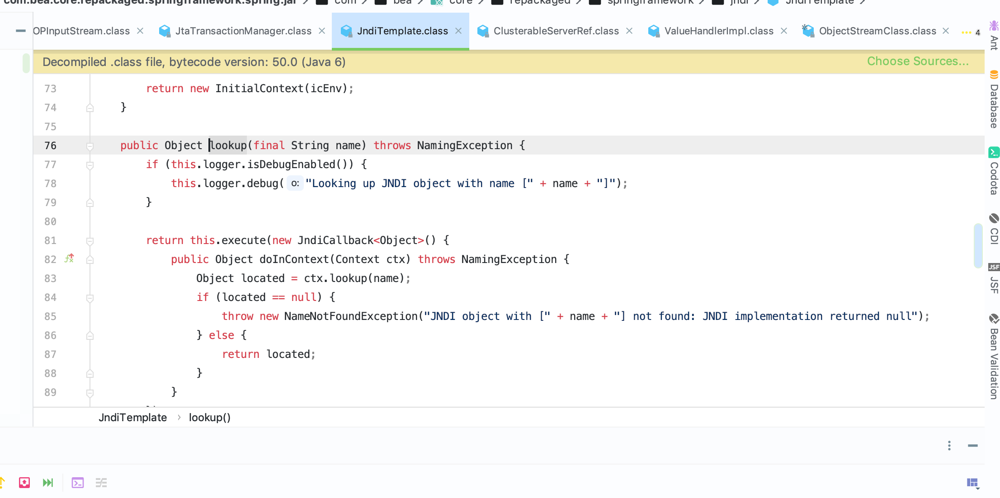 com.bea.core.repackaged.springframework.spring.jar > com > bea > core > repackaged > springframework > jndi > JndiTemplate >
OPInputStream.class JtaTransactionManager.class JndiTemplate.class ClusterableServerRef.class ValueHandlerImpl.class ObjectStreamClass.class 4
Decompiled .class file, bytecode version: 50.0 (Java 6) Choose Sources...
73 return new InitialContext(icEnv);
74 }
75
76 public Object lookup(final String name) throws NamingException {
77 if (this.logger.isDebugEnabled()) {
78 this.logger.debug( o: "Looking up JNDI object with name [" + name + "]");
79 }
80
81 return this.execute(new JndiCallback<Object>() {
82 public Object doInContext(Context ctx) throws NamingException {
83 Object located = ctx.lookup(name);
84 if (located == null) {
85 throw new NameNotFoundException("JNDI object with [" + name + "] not found: JNDI implementation returned null");
86 } else {
87 return located;
88 }
89 }
JndiTemplate > lookup()
Ant
Database
Codota
CDI
JSF
JSF
Bean Validation